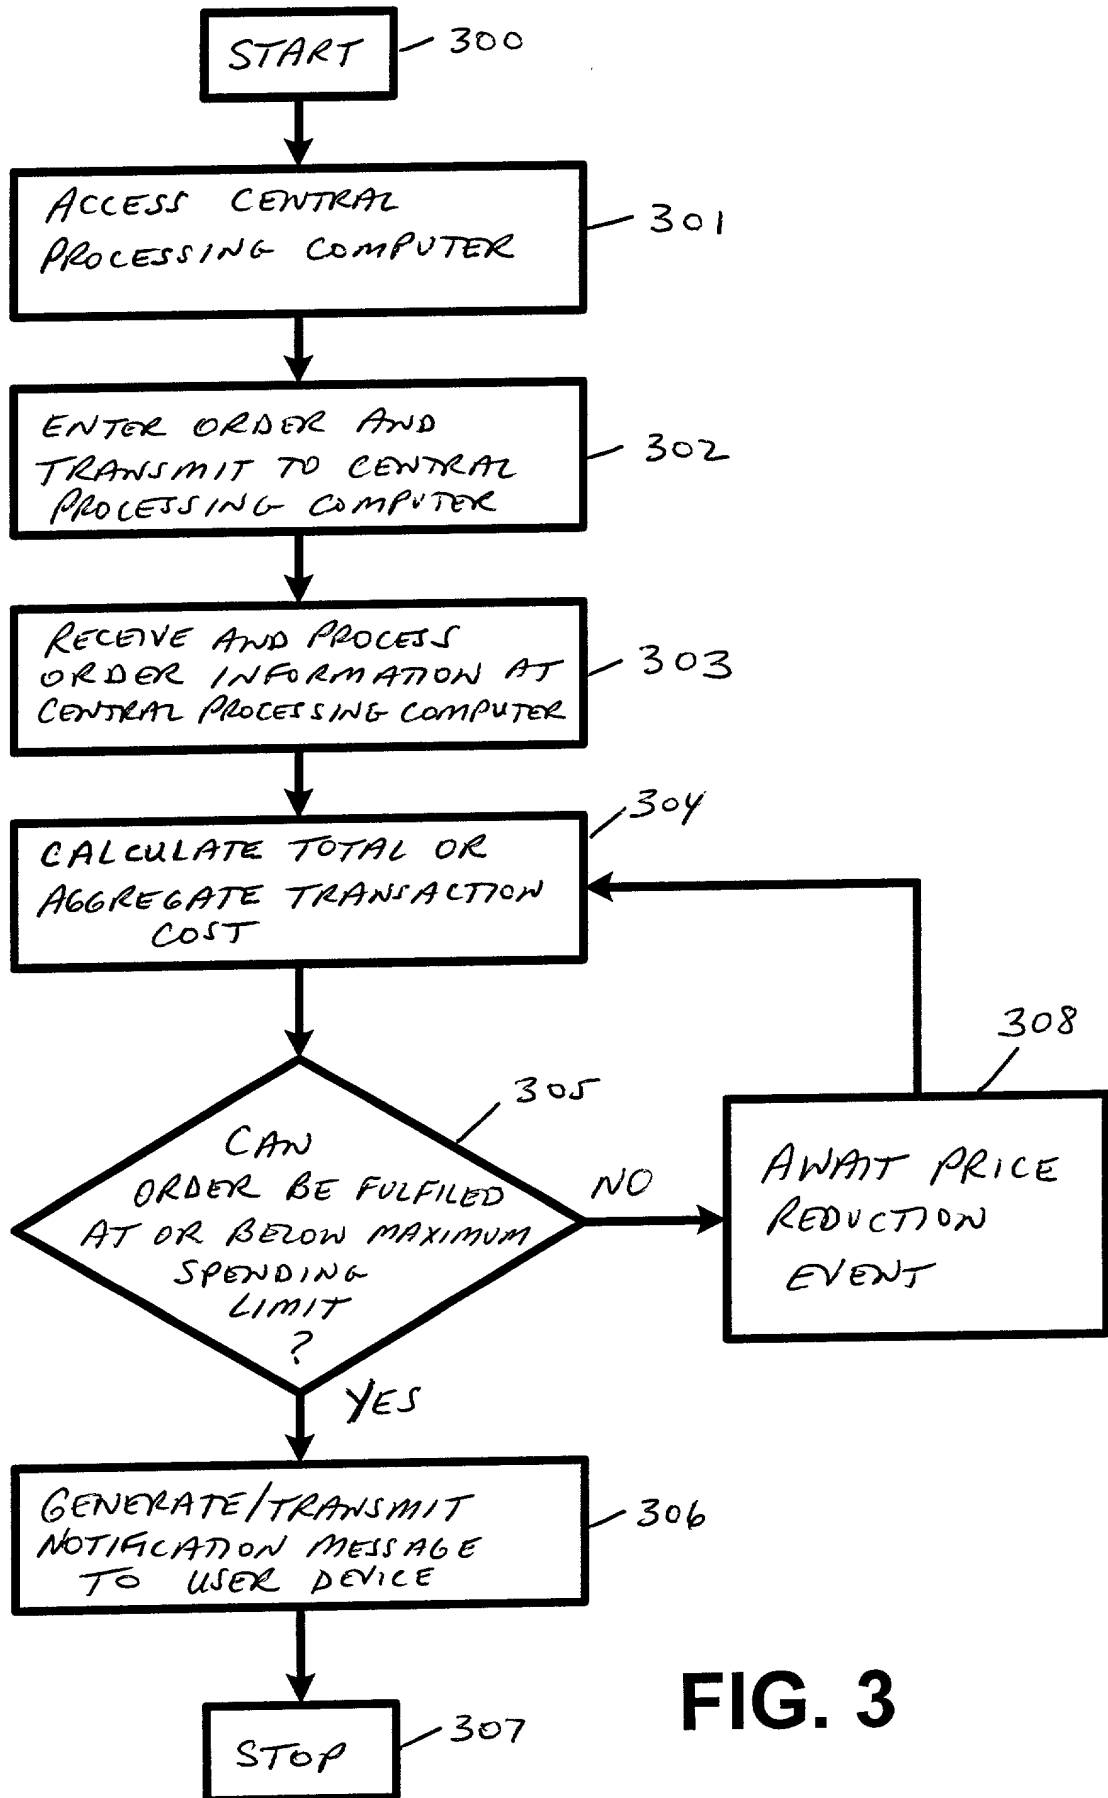 START
300
ACCESS CENTRAL
PROCESSING COMPUTER
301
ENTER ORDER AND
TRANSMIT TO CENTRAL
PROCESSING COMPUTER
302
RECEIVE AND PROCESS
ORDER INFORMATION AT
CENTRAL PROCESSING COMPUTER
303
CALCULATE TOTAL OR
AGGREGATE TRANSACTION
COST
304
CAN
ORDER BE FULFILED
AT OR BELOW MAXIMUM
SPENDING
LIMIT
?
305
NO
AWAIT PRICE
REDUCTION
EVENT
308
YES
GENERATE/TRANSMIT
NOTIFICATION MESSAGE
TO USER DEVICE
306
STOP
307
FIG. 3